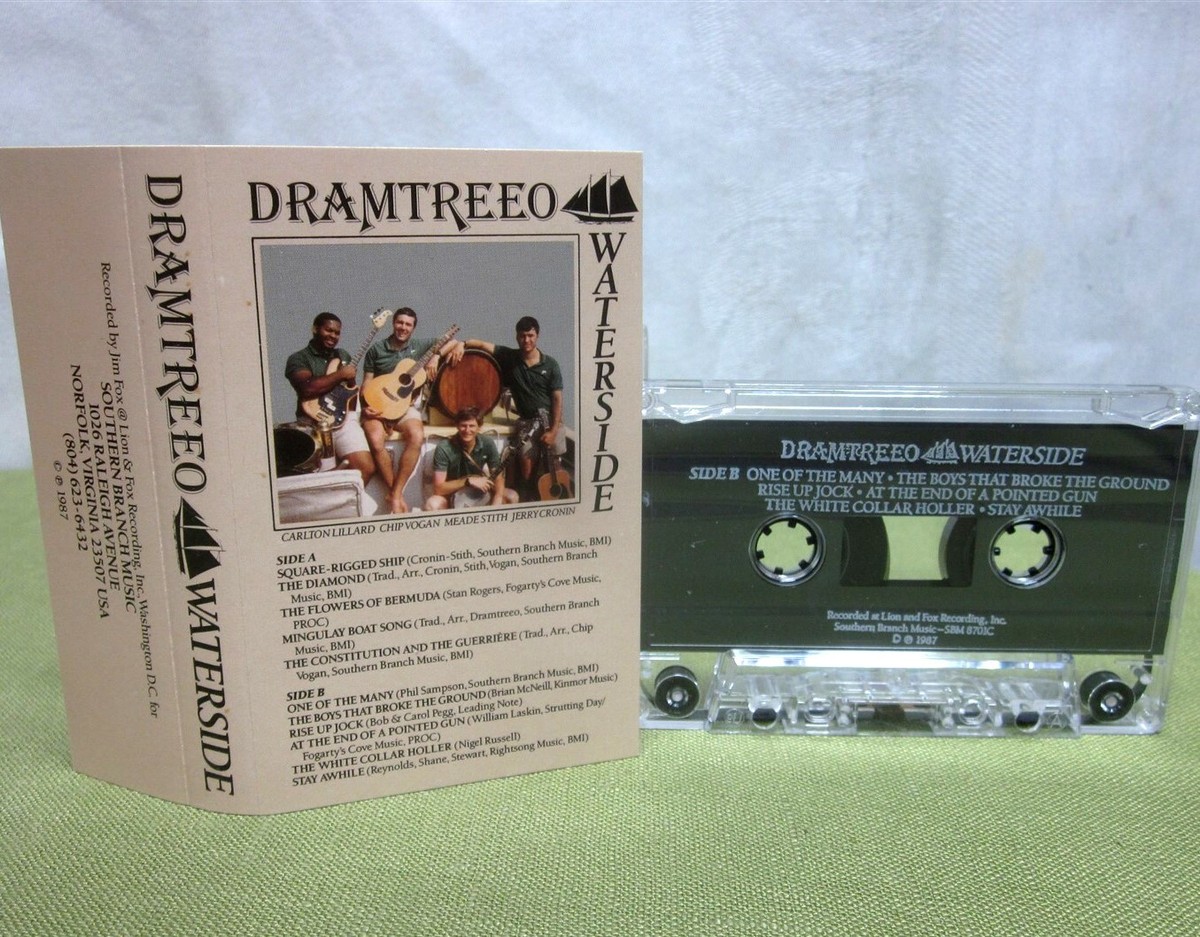 DRAMTREEO
WATERSIDE
CARLTON LILLARD CHIP VOGAN MEADE STITH JERRY CRONIN
SIDE A
SQUARE-RIGGED SHIP (Cronin-Stith, Southern Branch Music, BMI)
THE DIAMOND (Trad., Arr., Cronin, Stith, Vogan, Southern Branch
Music, BMI)
THE FLOWERS OF BERMUDA (Stan Rogers, Fogarty's Cove Music,
PROC)
MINGULAY BOAT SONG (Trad., Arr., Dramtreeo, Southern Branch
Music, BMI)
THE CONSTITUTION AND THE GUERRIÈRE (Trad., Arr., Chip
Vogan, Southern Branch Music, BMI)
SIDE B
ONE OF THE MANY (Phil Sampson, Southern Branch Music, BMI)
THE BOYS THAT BROKE THE GROUND (Brian McNeill, Kinmor Music)
RISE UP JOCK (Bob & Carol Pegg, Leading Note)
AT THE END OF A POINTED GUN (William Laskin, Strutting Day/
Fogarty's Cove Music, PROC)
THE WHITE COLLAR HOLLER (Nigel Russell)
STAY AWHILE (Reynolds, Shane, Stewart, Rightsong Music, BMI)
DRAMTREEO WATERSIDE
Recorded by Jim Fox @ Lion & Fox Recording, Inc. Washington D.C. for
SOUTHERN BRANCH MUSIC
1026 RALEIGH AVENUE
NORFOLK, VIRGINIA 23507 USA
(804) 623-6432
© ℗ 1987
DRAMTREEO WATERSIDE
SIDE B ONE OF THE MANY • THE BOYS THAT BROKE THE GROUND
RISE UP JOCK • AT THE END OF A POINTED GUN
THE WHITE COLLAR HOLLER • STAY AWHILE
Recorded at Lion and Fox Recording, Inc.
Southern Branch Music—SBM 8701C
© ℗ 1987